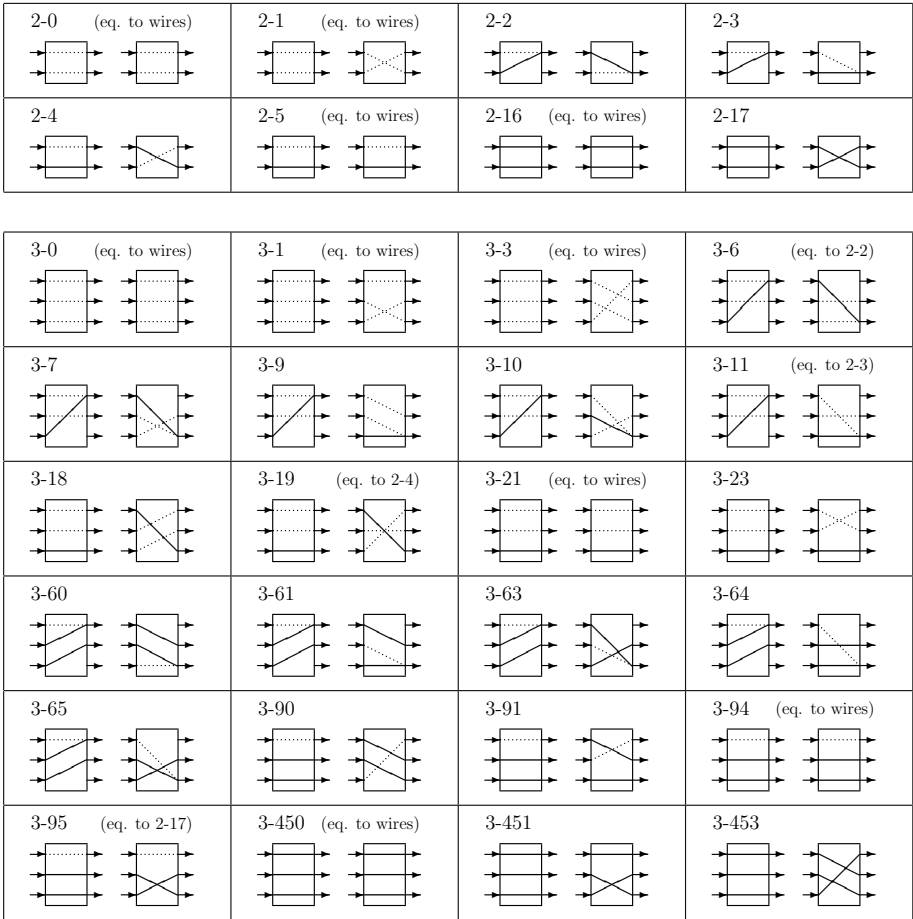 2-0 (eq. to wires) 2-1 (eq. to wires) 2-2 2-3
2-4 2-5 (eq. to wires) 2-16 (eq. to wires) 2-17
3-0 (eq. to wires) 3-1 (eq. to wires) 3-3 (eq. to wires) 3-6 (eq. to 2-2)
3-7 3-9 3-10 3-11 (eq. to 2-3)
3-18 3-19 (eq. to 2-4) 3-21 (eq. to wires) 3-23
3-60 3-61 3-63 3-64
3-65 3-90 3-91 3-94 (eq. to wires)
3-95 (eq. to 2-17) 3-450 (eq. to wires) 3-451 3-453